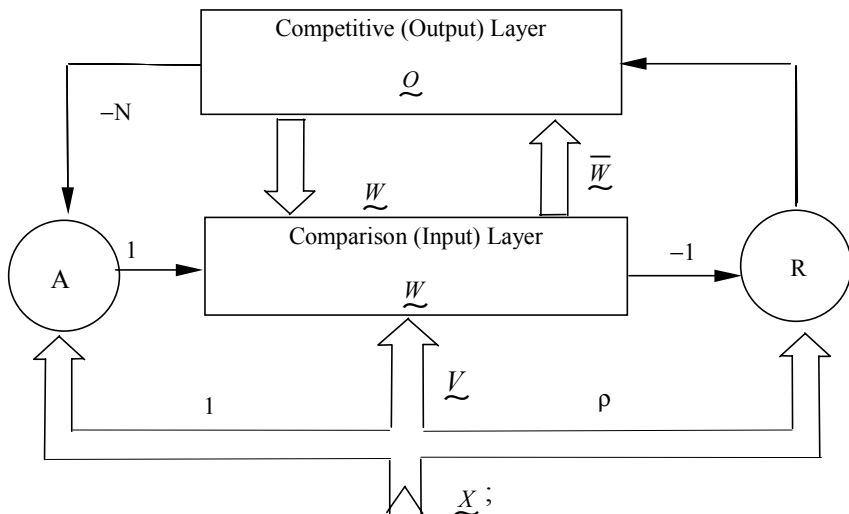 Competitive (Output) Layer
O
−N
W
W̅
Comparison (Input) Layer
1
−1
A
R
W
V
1
ρ
X ;